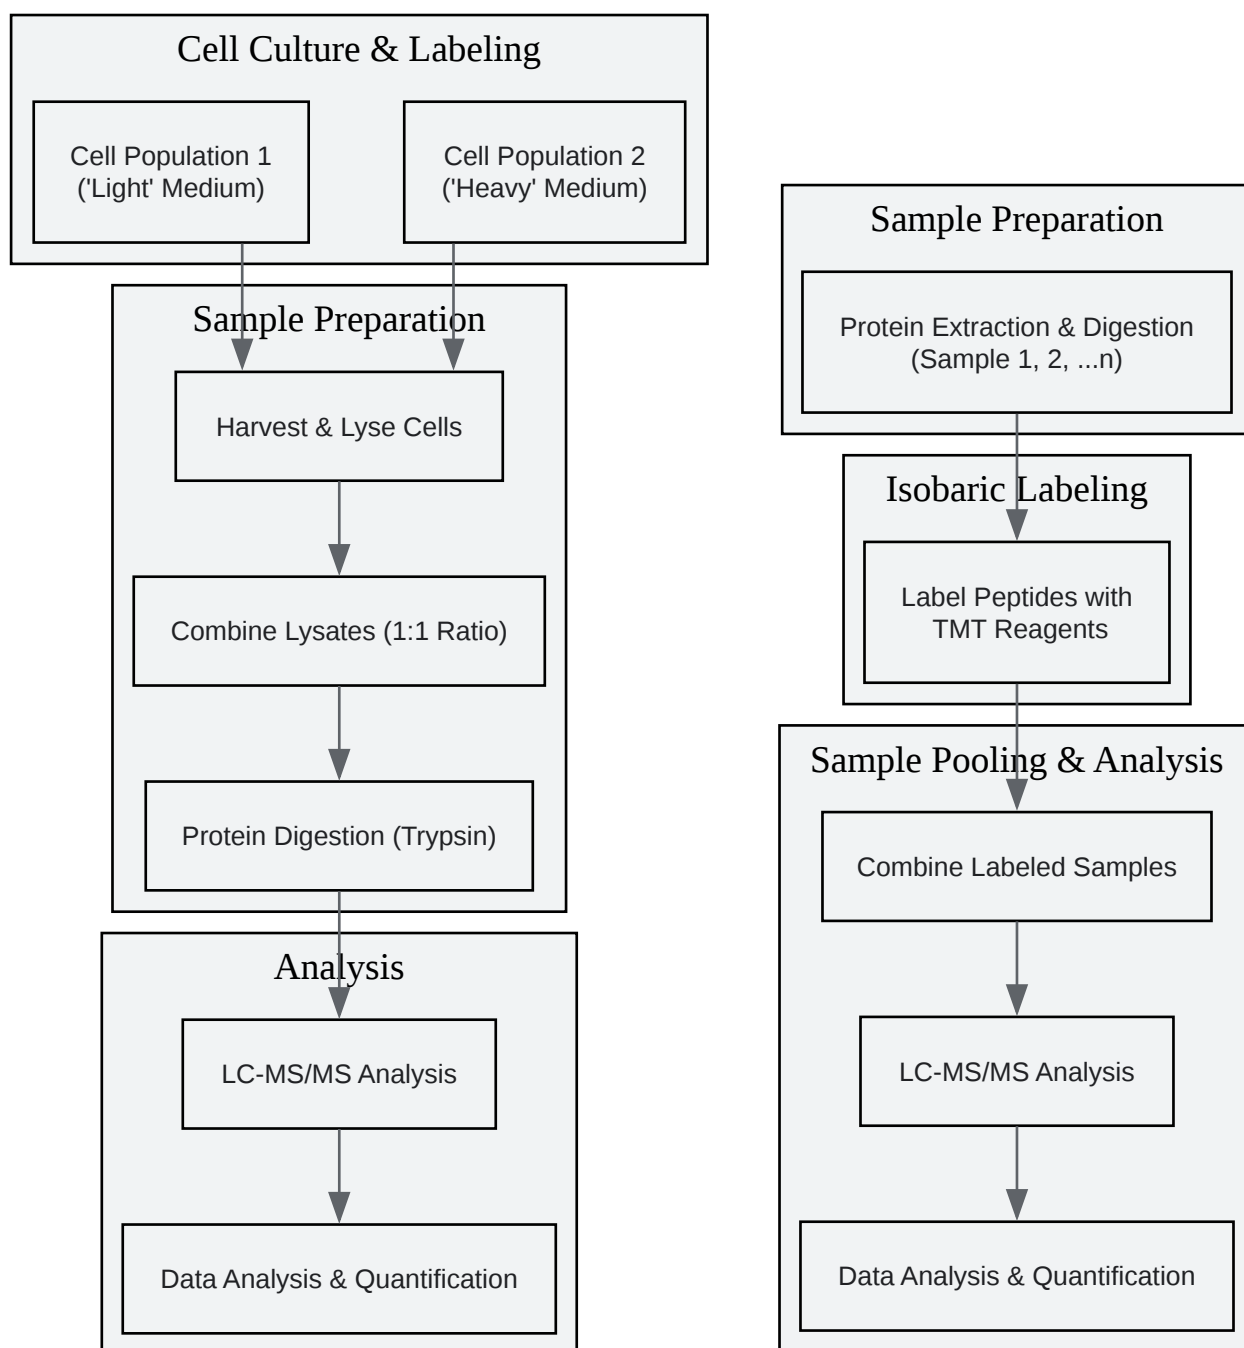 Cell Culture & Labeling
Cell Population 1
('Light' Medium)
Cell Population 2
('Heavy' Medium)
Sample Preparation
Harvest & Lyse Cells
Combine Lysates (1:1 Ratio)
Protein Digestion (Trypsin)
Analysis
LC-MS/MS Analysis
Data Analysis & Quantification
Sample Preparation
Protein Extraction & Digestion
(Sample 1, 2, ...n)
Isobaric Labeling
Label Peptides with
TMT Reagents
Sample Pooling & Analysis
Combine Labeled Samples
LC-MS/MS Analysis
Data Analysis & Quantification